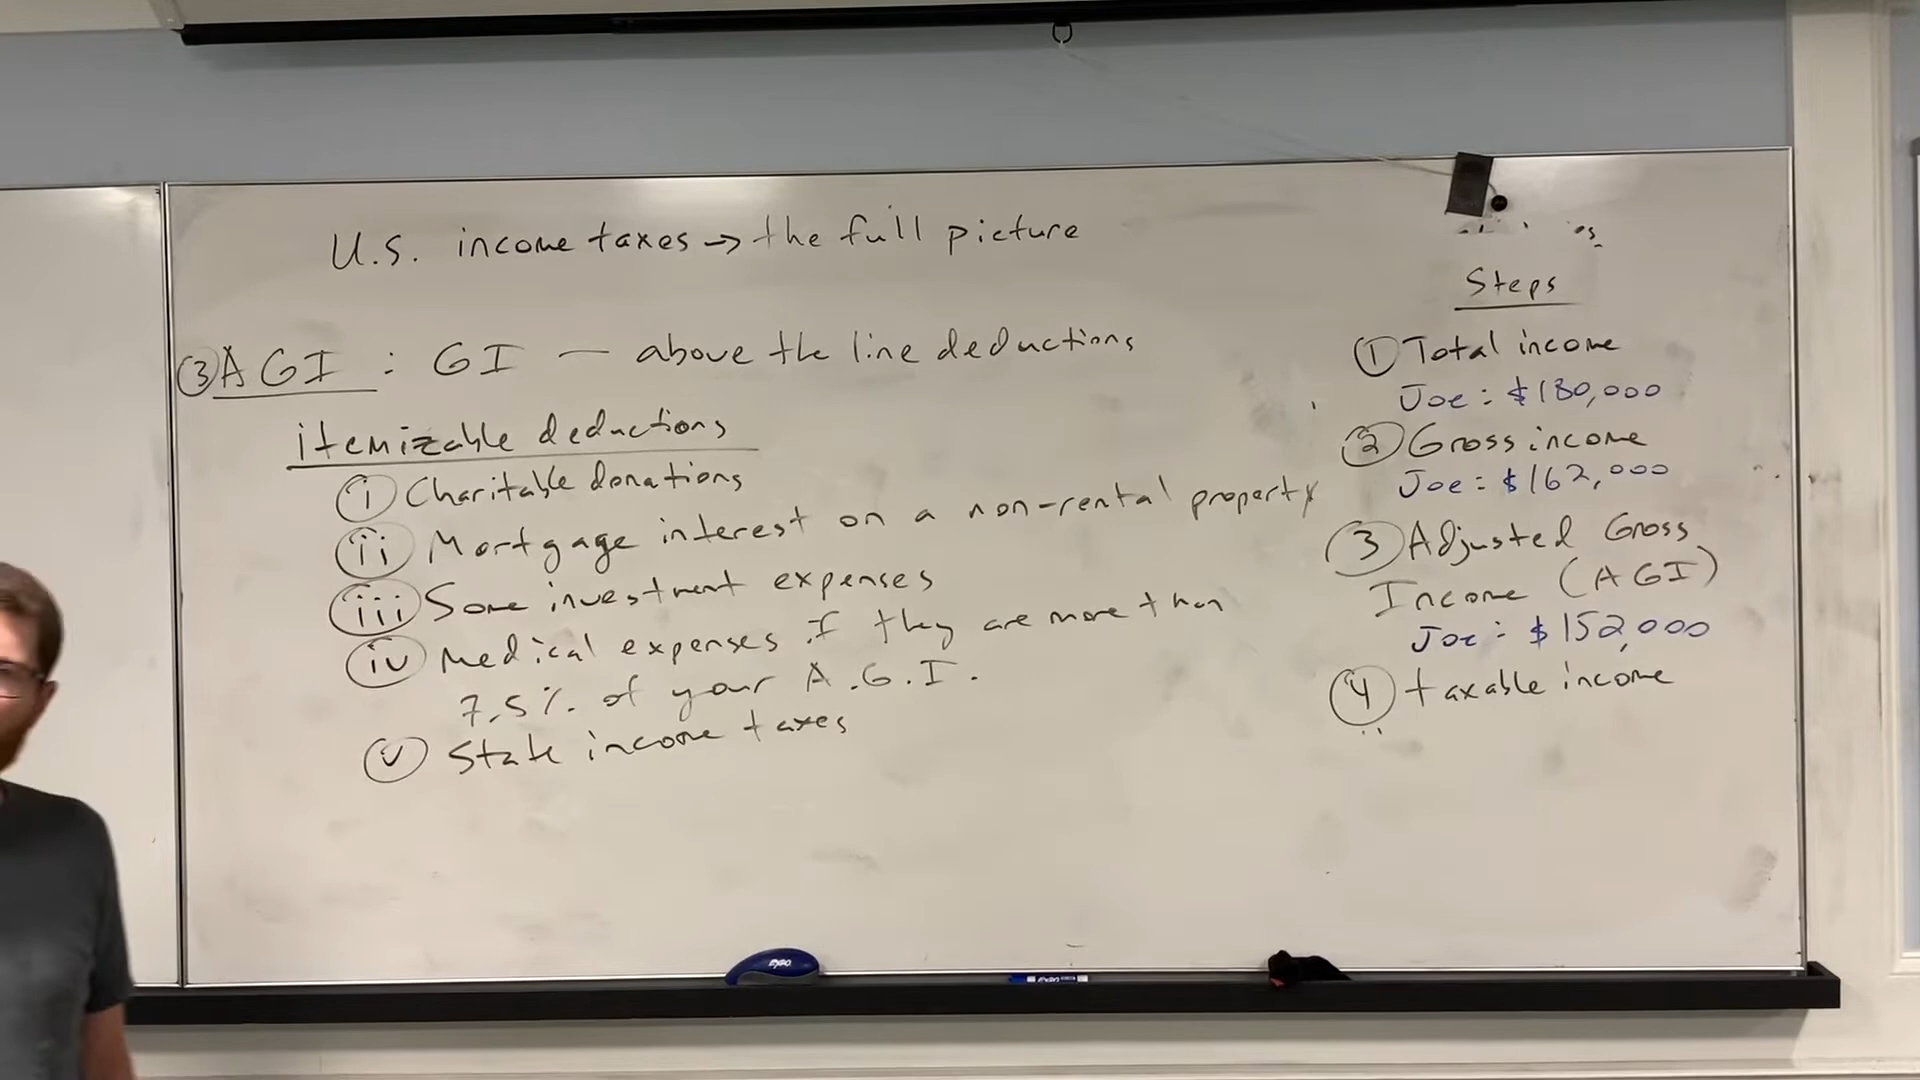 U.S. income taxes → the full picture
③ AGI : GI — above the line deductions
itemizable deductions
ⓘ Charitable donations
ii Mortgage interest on a non-rental property
iii Some investment expenses
iv Medical expenses if they are more than
7.5% of your A.G.I.
v State income taxes
Steps
① Total income
Joe: $180,000
② Gross income
Joe: $162,000
③ Adjusted Gross
Income (AGI)
Joe: $152,000
④ taxable income
EXPO
EXPO